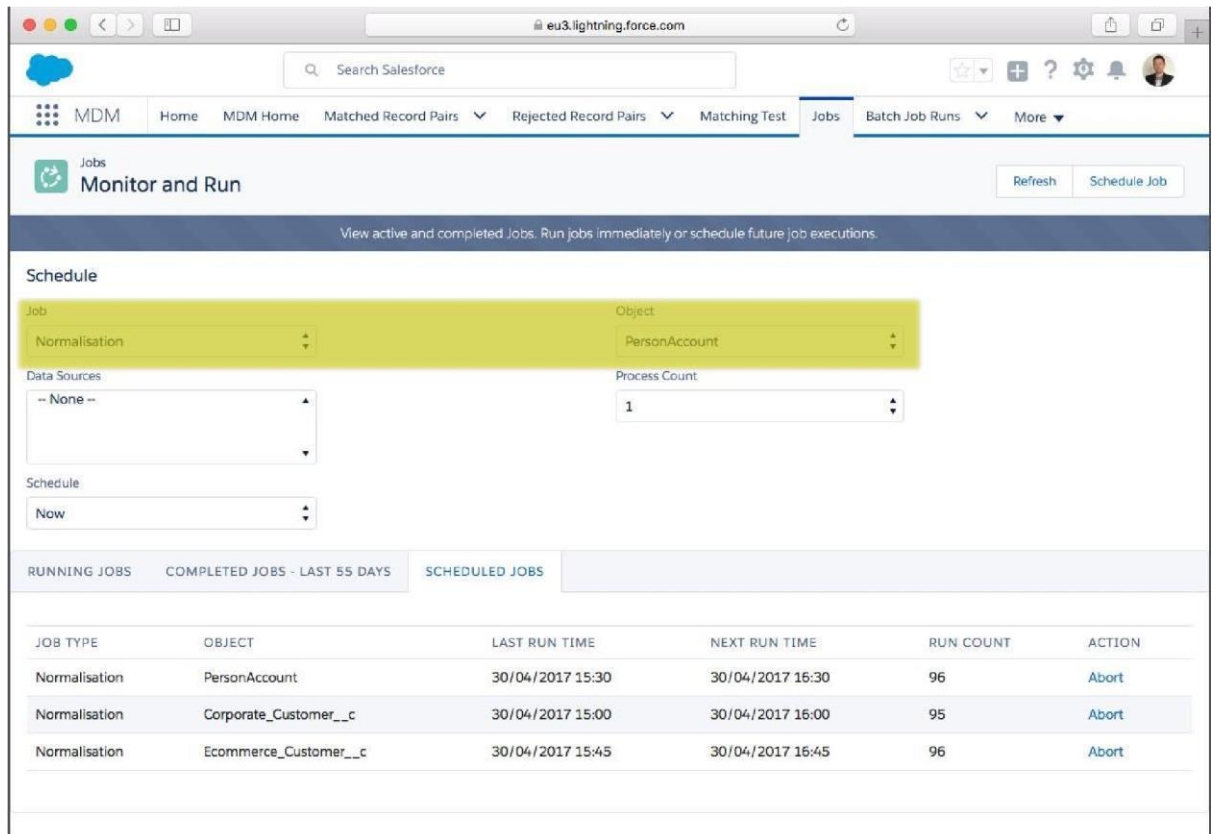 eu3.lightning.force.com
Search Salesforce
MDM Home MDM Home Matched Record Pairs Rejected Record Pairs Matching Test Jobs Batch Job Runs More
Jobs
Monitor and Run
Refresh Schedule Job
View active and completed Jobs. Run jobs immediately or schedule future job executions.
Schedule
Job Object
Normalisation PersonAccount
Data Sources Process Count
-- None --
1
Schedule
Now
RUNNING JOBS COMPLETED JOBS - LAST 55 DAYS SCHEDULED JOBS
JOB TYPE OBJECT LAST RUN TIME NEXT RUN TIME RUN COUNT ACTION
Normalisation PersonAccount 30/04/2017 15:30 30/04/2017 16:30 96 Abort
Normalisation Corporate_Customer__c 30/04/2017 15:00 30/04/2017 16:00 95 Abort
Normalisation Ecommerce_Customer__c 30/04/2017 15:45 30/04/2017 16:45 96 Abort